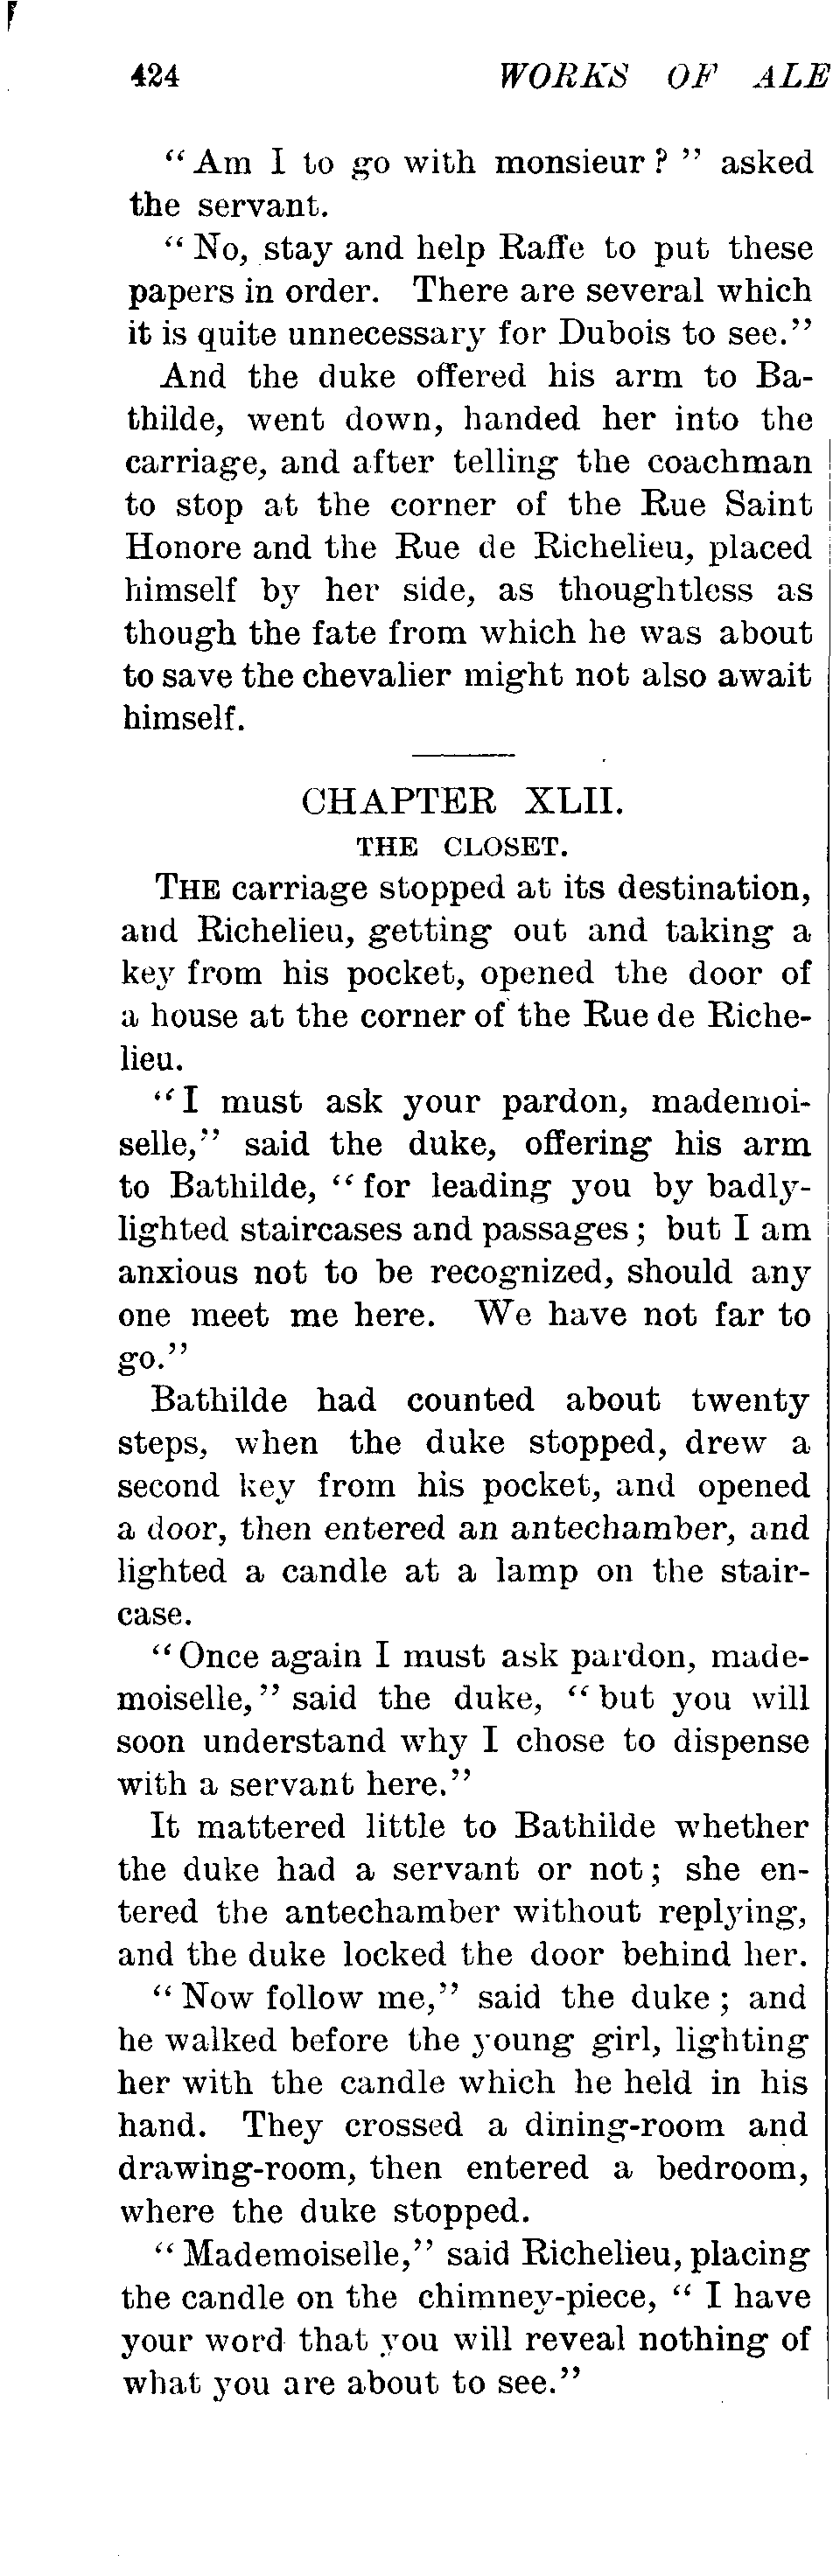 424 WORKS OF ALE
"Am I to go with monsieur?" asked
the servant.
"No, stay and help Raffe to put these
papers in order. There are several which
it is quite unnecessary for Dubois to see."
And the duke offered his arm to Ba-
thilde, went down, handed her into the
carriage, and after telling the coachman
to stop at the corner of the Rue Saint
Honore and the Rue de Richelieu, placed
himself by her side, as thoughtless as
though the fate from which he was about
to save the chevalier might not also await
himself.
CHAPTER XLII.
THE CLOSET.
THE carriage stopped at its destination,
and Richelieu, getting out and taking a
key from his pocket, opened the door of
a house at the corner of the Rue de Riche-
lieu.
"I must ask your pardon, mademoi-
selle," said the duke, offering his arm
to Bathilde, "for leading you by badly-
lighted staircases and passages; but I am
anxious not to be recognized, should any
one meet me here. We have not far to
go."
Bathilde had counted about twenty
steps, when the duke stopped, drew a
second key from his pocket, and opened
a door, then entered an antechamber, and
lighted a candle at a lamp on the stair-
case.
"Once again I must ask pardon, made-
moiselle," said the duke, "but you will
soon understand why I chose to dispense
with a servant here."
It mattered little to Bathilde whether
the duke had a servant or not; she en-
tered the antechamber without replying,
and the duke locked the door behind her.
"Now follow me," said the duke; and
he walked before the young girl, lighting
her with the candle which he held in his
hand. They crossed a dining-room and
drawing-room, then entered a bedroom,
where the duke stopped.
"Mademoiselle," said Richelieu, placing
the candle on the chimney-piece, "I have
your word that you will reveal nothing of
what you are about to see."